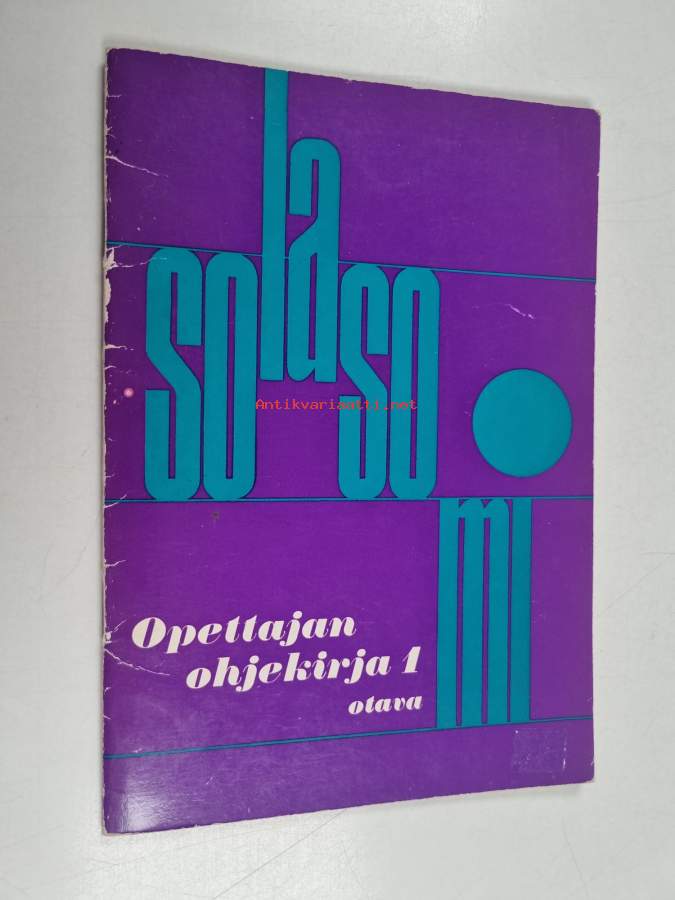 so la so mi
Antikvariaatti.net
Opettajan
ohjekirja 1
otava